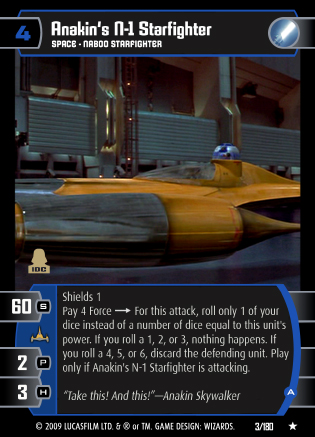 4
Anakin's N-1 Starfighter
SPACE • NABOO STARFIGHTER
IDC
60 S
2 P
3 H
Shields 1
Pay 4 Force → For this attack, roll only 1 of your
dice instead of a number of dice equal to this unit's
power. If you roll a 1, 2, or 3, nothing happens. If
you roll a 4, 5, or 6, discard the defending unit. Play
only if Anakin's N-1 Starfighter is attacking.
"Take this! And this!"—Anakin Skywalker
A
© 2009 LUCASFILM LTD. & ® or TM. GAME DESIGN: WIZARDS. 3/180 ★